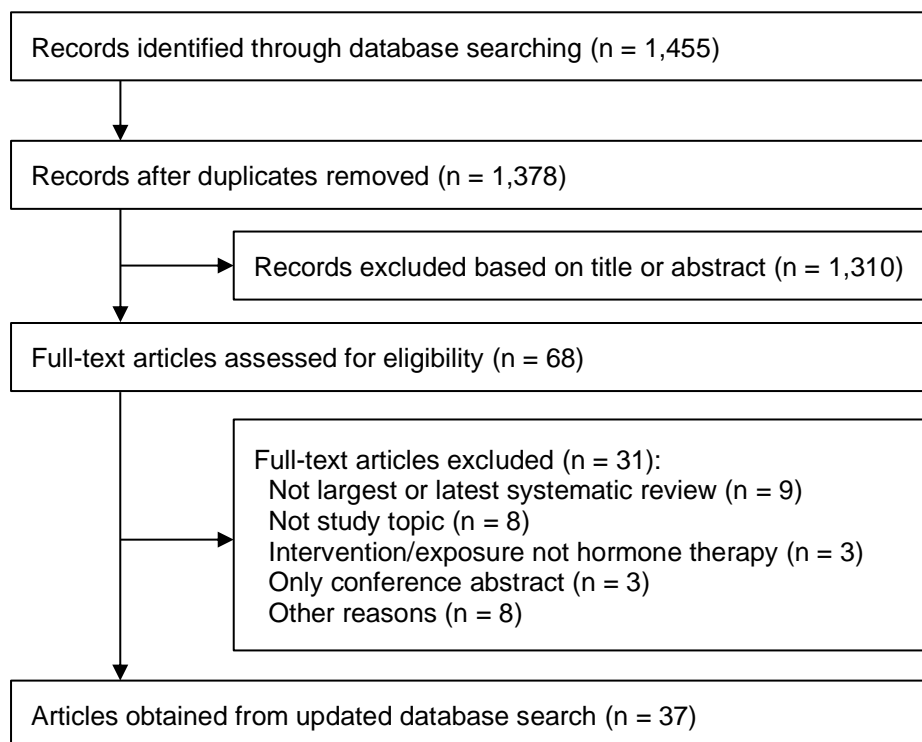 Records identified through database searching (n = 1,455)
Records after duplicates removed (n = 1,378)
Records excluded based on title or abstract (n = 1,310)
Full-text articles assessed for eligibility (n = 68)
Full-text articles excluded (n = 31):
Not largest or latest systematic review (n = 9)
Not study topic (n = 8)
Intervention/exposure not hormone therapy (n = 3)
Only conference abstract (n = 3)
Other reasons (n = 8)
Articles obtained from updated database search (n = 37)